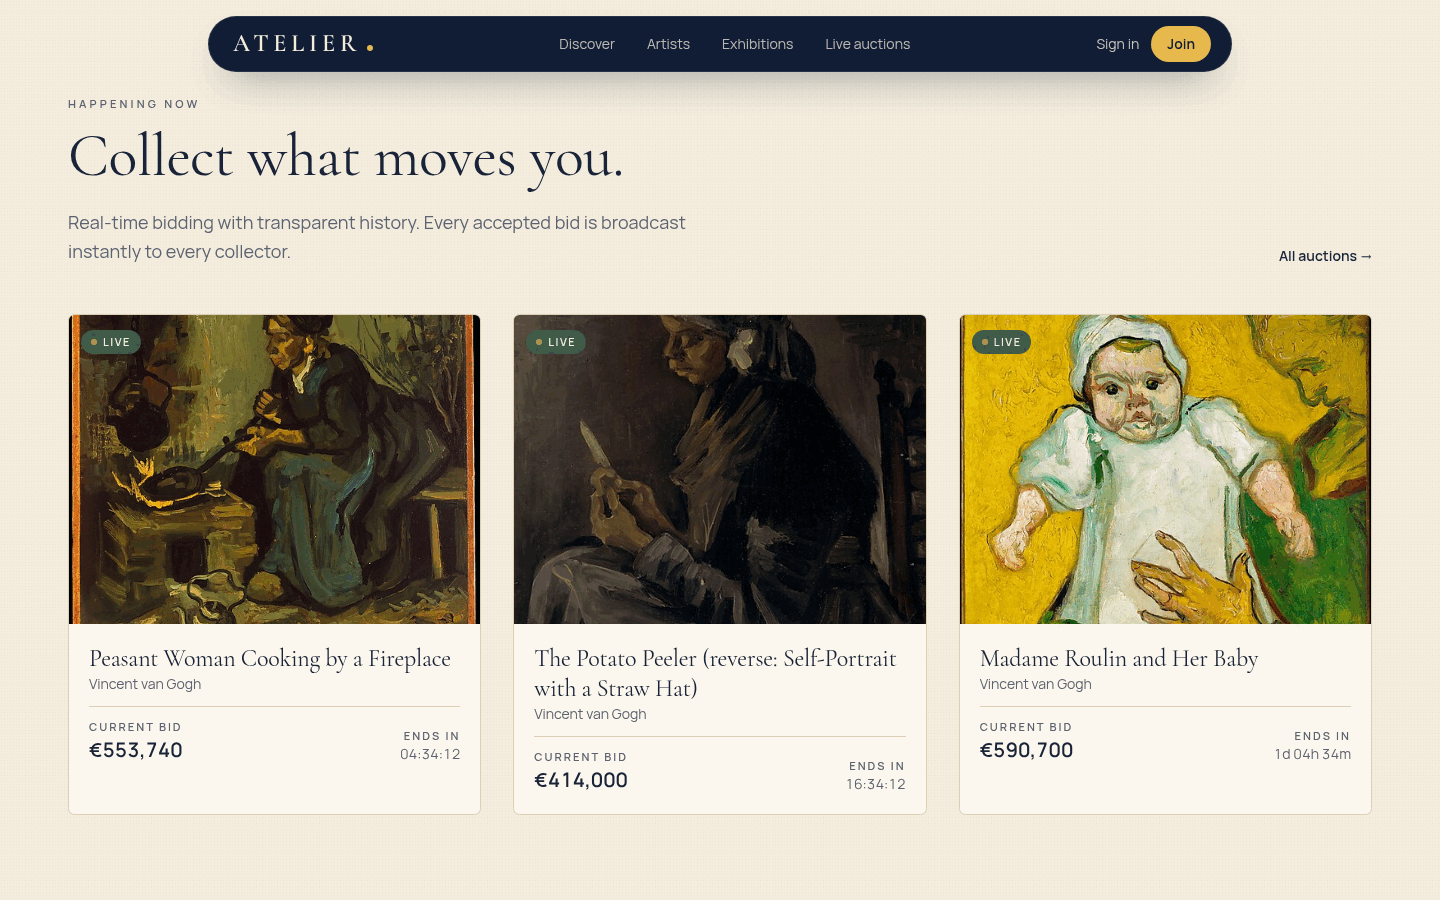 ATELIER.
Discover
Artists
Exhibitions
Live auctions
Sign in
Join
HAPPENING NOW
Collect what moves you.
Real-time bidding with transparent history. Every accepted bid is broadcast
instantly to every collector.
All auctions →
LIVE
Peasant Woman Cooking by a Fireplace
Vincent van Gogh
CURRENT BID
€553,740
ENDS IN
04:34:12
LIVE
The Potato Peeler (reverse: Self-Portrait
with a Straw Hat)
Vincent van Gogh
CURRENT BID
€414,000
ENDS IN
16:34:12
LIVE
Madame Roulin and Her Baby
Vincent van Gogh
CURRENT BID
€590,700
ENDS IN
1d 04h 34m